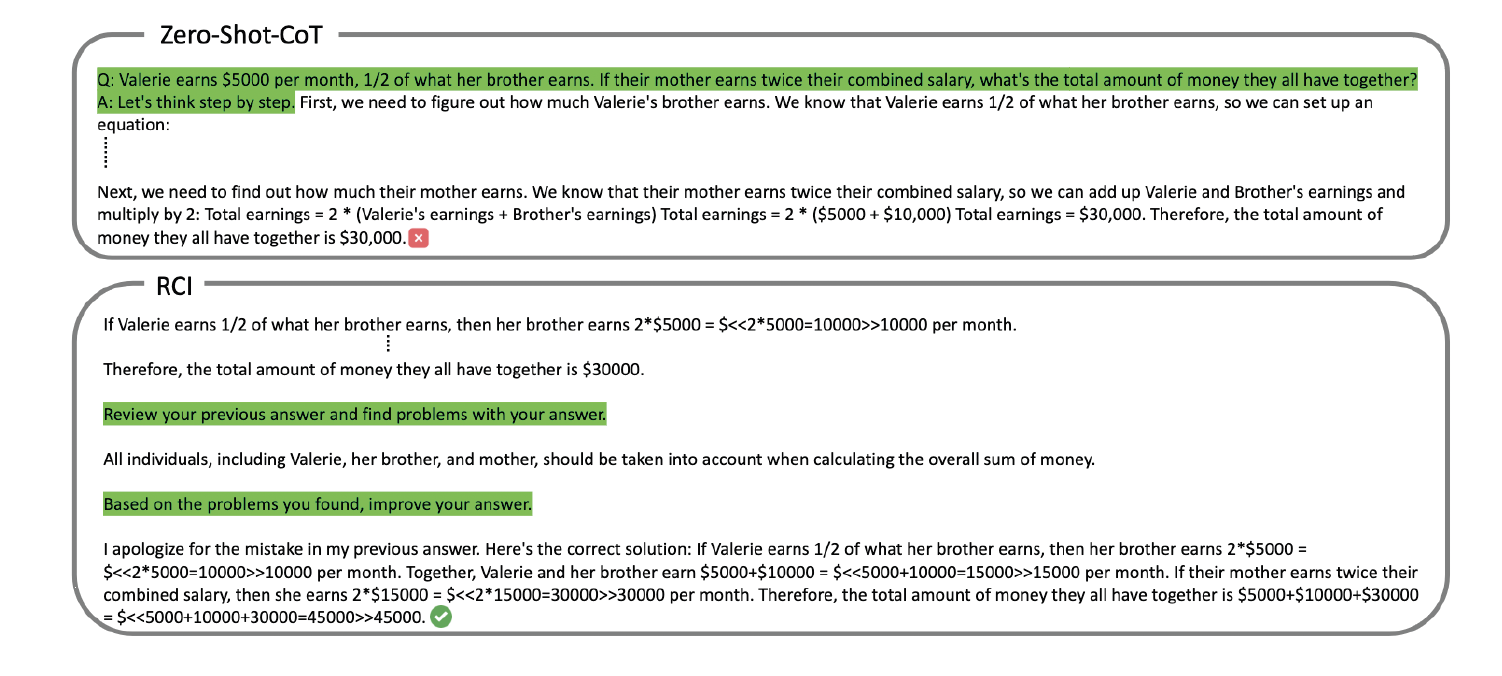 Zero-Shot-CoT
Q: Valerie earns $5000 per month, 1/2 of what her brother earns. If their mother earns twice their combined salary, what's the total amount of money they all have together?
A: Let's think step by step. First, we need to figure out how much Valerie's brother earns. We know that Valerie earns 1/2 of what her brother earns, so we can set up an
equation:
Next, we need to find out how much their mother earns. We know that their mother earns twice their combined salary, so we can add up Valerie and Brother's earnings and
multiply by 2: Total earnings = 2 * (Valerie's earnings + Brother's earnings) Total earnings = 2 * ($5000 + $10,000) Total earnings = $30,000. Therefore, the total amount of
money they all have together is $30,000.
RCI
If Valerie earns 1/2 of what her brother earns, then her brother earns 2*$5000 = $<<2*5000=10000>>10000 per month.
Therefore, the total amount of money they all have together is $30000.
Review your previous answer and find problems with your answer.
All individuals, including Valerie, her brother, and mother, should be taken into account when calculating the overall sum of money.
Based on the problems you found, improve your answer.
I apologize for the mistake in my previous answer. Here's the correct solution: If Valerie earns 1/2 of what her brother earns, then her brother earns 2*$5000 =
$<<2*5000=10000>>10000 per month. Together, Valerie and her brother earn $5000+$10000 = $<<5000+10000=15000>>15000 per month. If their mother earns twice their
combined salary, then she earns 2*$15000 = $<<2*15000=30000>>30000 per month. Therefore, the total amount of money they all have together is $5000+$10000+$30000
= $<<5000+10000+30000=45000>>45000.